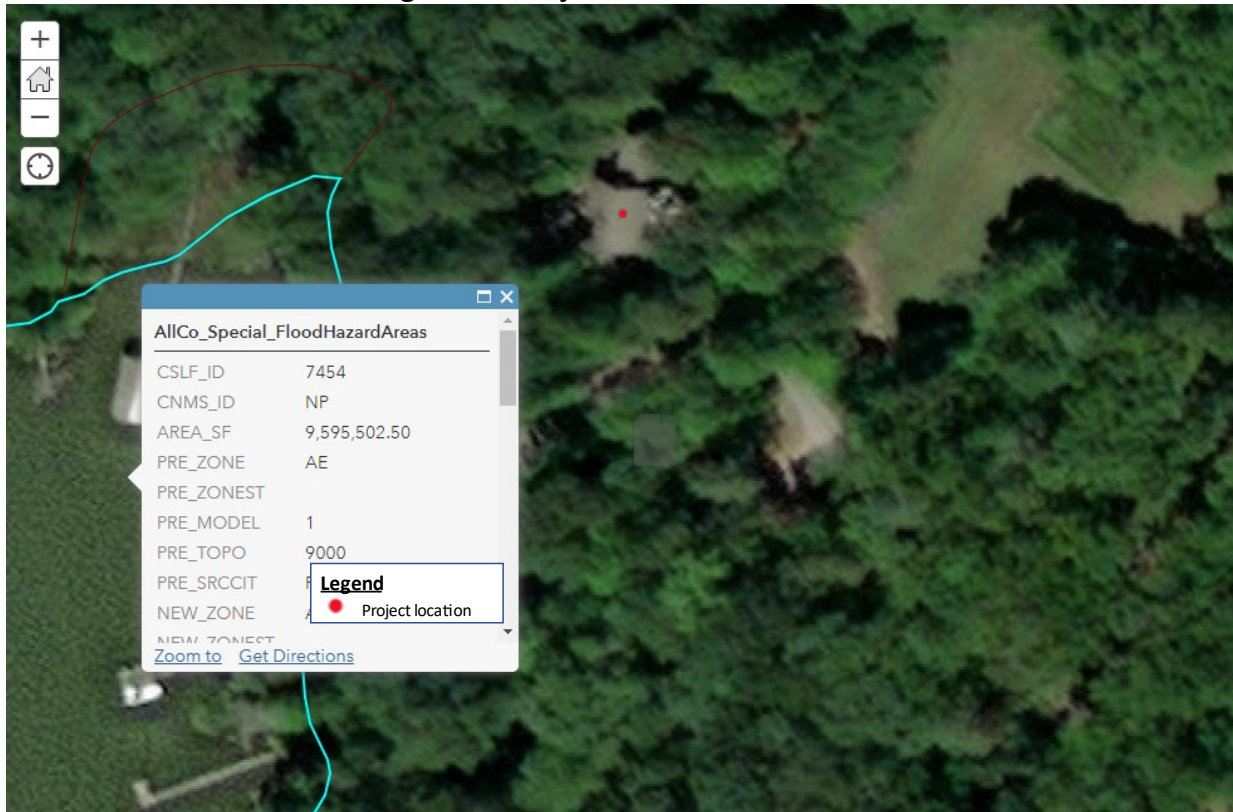 AllCo_Special_FloodHazardAreas
CSLF_ID 7454
CNMS_ID NP
AREA_SF 9,595,502.50
PRE_ZONE AE
PRE_ZONEST
PRE_MODEL 1
PRE_TOPO 9000
PRE_SRCCIT
NEW_ZONE
NEW_ZONEST
Zoom to Get Directions
Legend
Project location